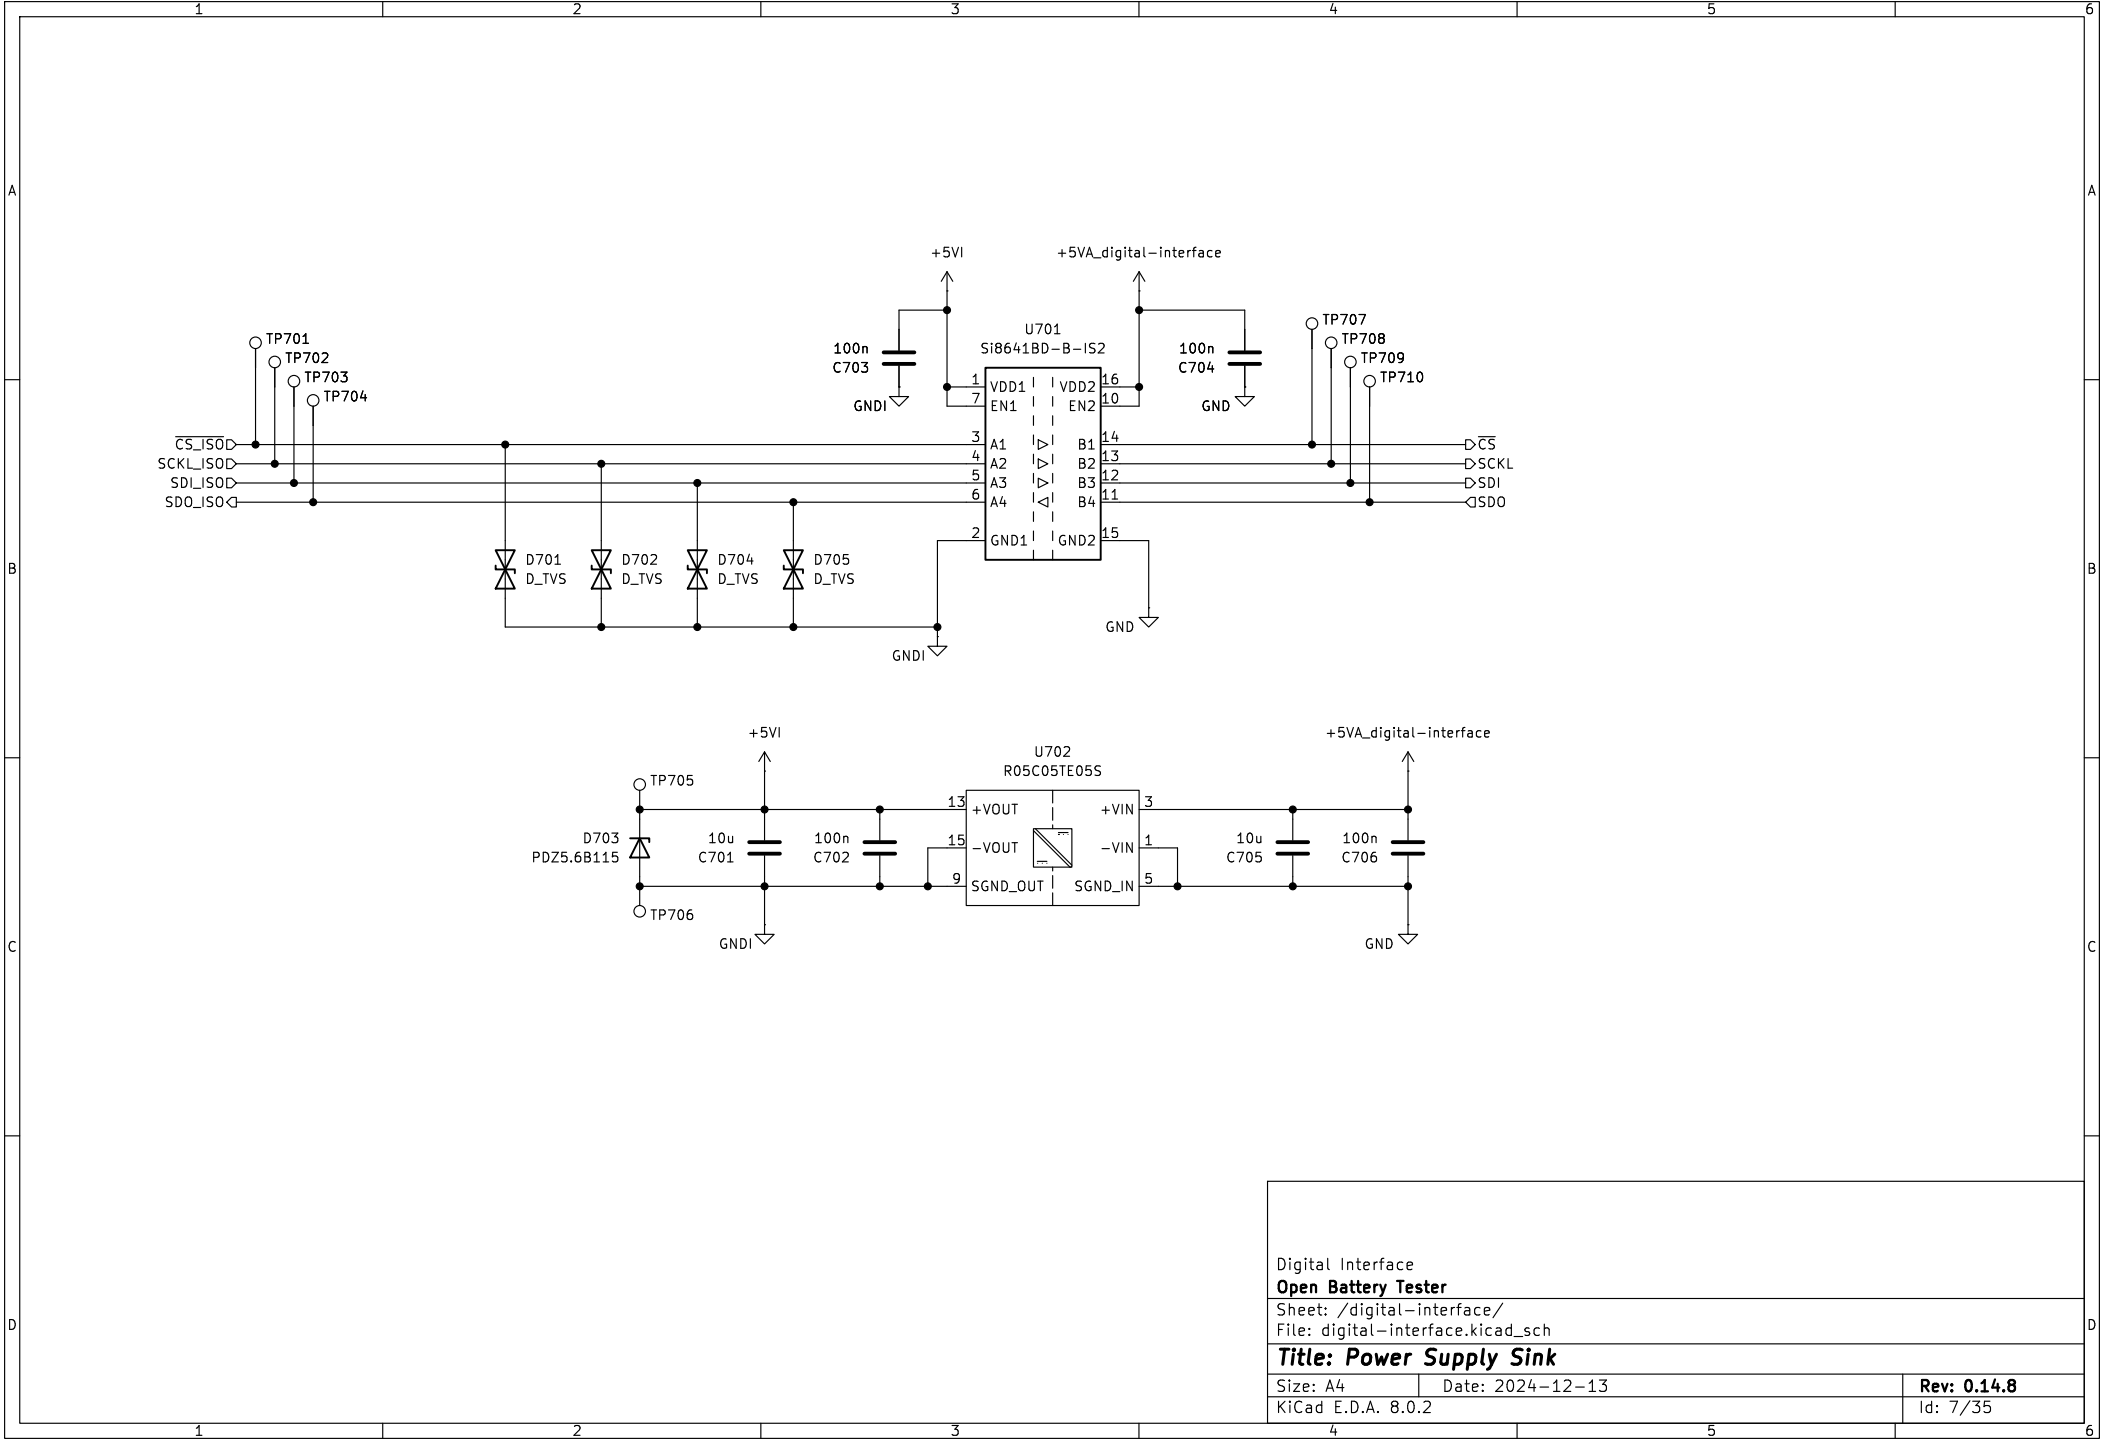 1 2 3 4 5 6
A A
B B
C C
D D
+5VI
+5VA_digital-interface
U701
Si8641BD-B-IS2
100n
C703
GNDI
100n
C704
GND
TP701
TP702
TP703
TP704
TP707
TP708
TP709
TP710
CS_ISO
SCKL_ISO
SDI_ISO
SDO_ISO
1 VDD1 VDD2 16
7 EN1 EN2 10
3 A1 B1 14
4 A2 B2 13
5 A3 B3 12
6 A4 B4 11
2 GND1 GND2 15
CS
SCKL
SDI
SDO
D701
D_TVS
D702
D_TVS
D704
D_TVS
D705
D_TVS
GNDI
GND
+5VI
+5VA_digital-interface
U702
R05C05TE05S
TP705
D703
PDZ5.6B115
10u
C701
100n
C702
13 +VOUT +VIN 3
15 -VOUT -VIN 1
9 SGND_OUT SGND_IN 5
10u
C705
100n
C706
TP706
GNDI
GND
Digital Interface
Open Battery Tester
Sheet: /digital-interface/
File: digital-interface.kicad_sch
Title: Power Supply Sink
Size: A4 Date: 2024-12-13 Rev: 0.14.8
KiCad E.D.A. 8.0.2 Id: 7/35
1 2 3 4 5 6